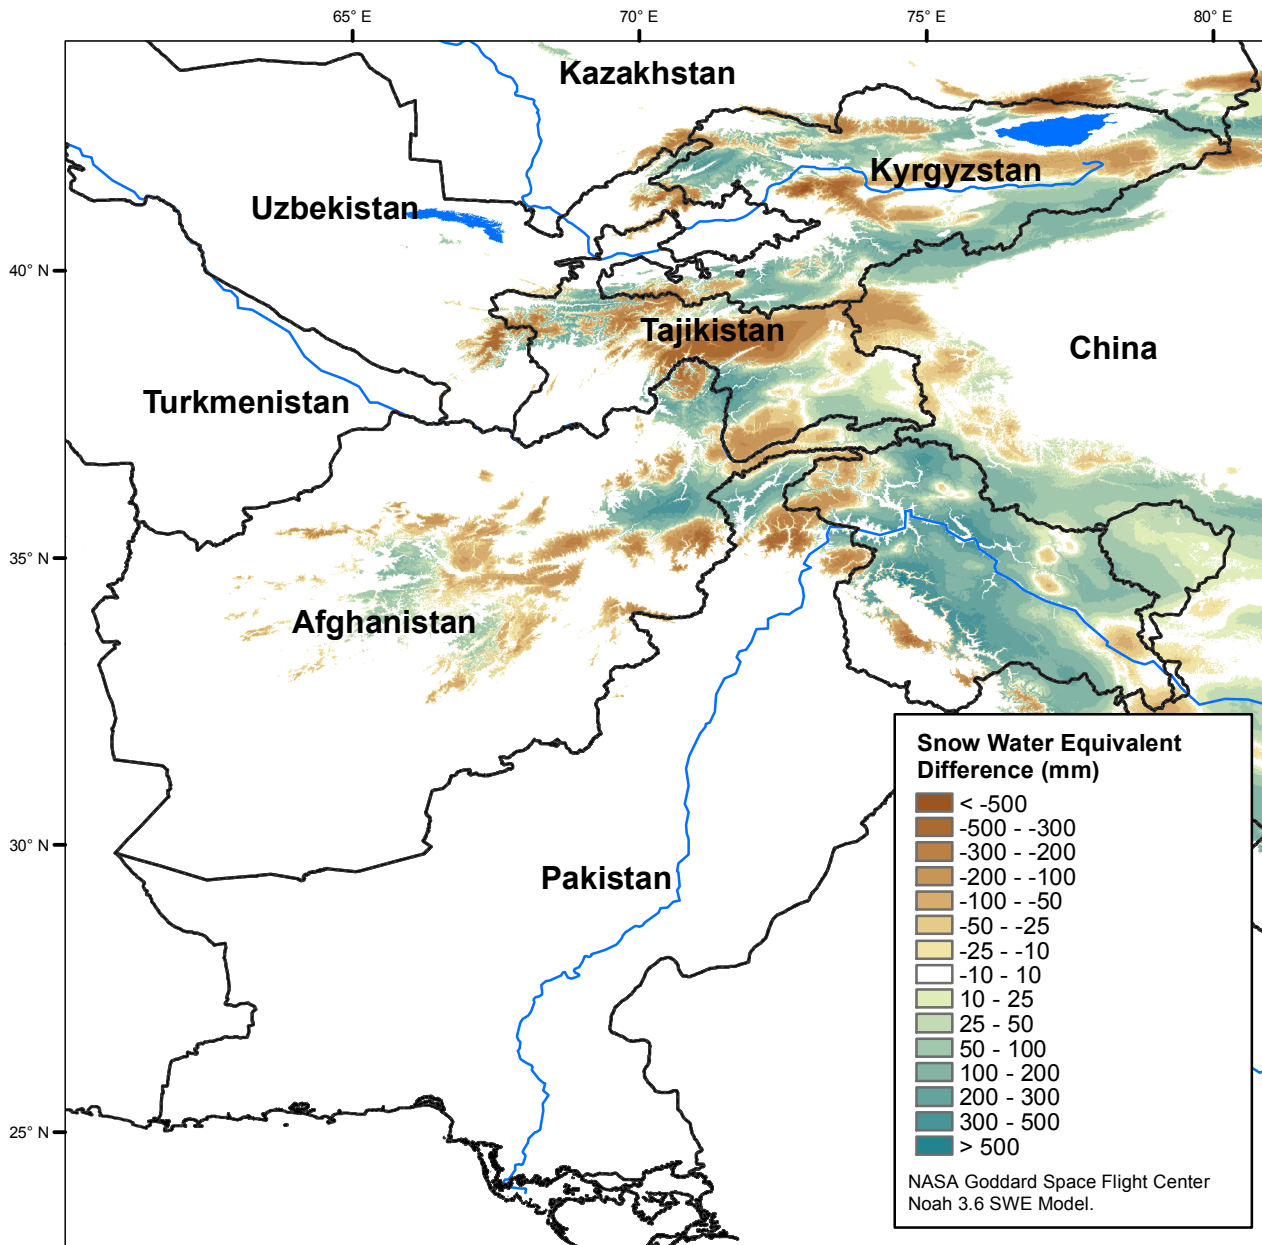 65° E
70° E
75° E
80° E
Kazakhstan
Kyrgyzstan
Uzbekistan
40° N
Tajikistan
China
Turkmenistan
35° N
Afghanistan
30° N
Pakistan
25° N
Snow Water Equivalent
Difference (mm)
< -500
-500 - -300
-300 - -200
-200 - -100
-100 - -50
-50 - -25
-25 - -10
-10 - 10
10 - 25
25 - 50
50 - 100
100 - 200
200 - 300
300 - 500
> 500
NASA Goddard Space Flight Center
Noah 3.6 SWE Model.